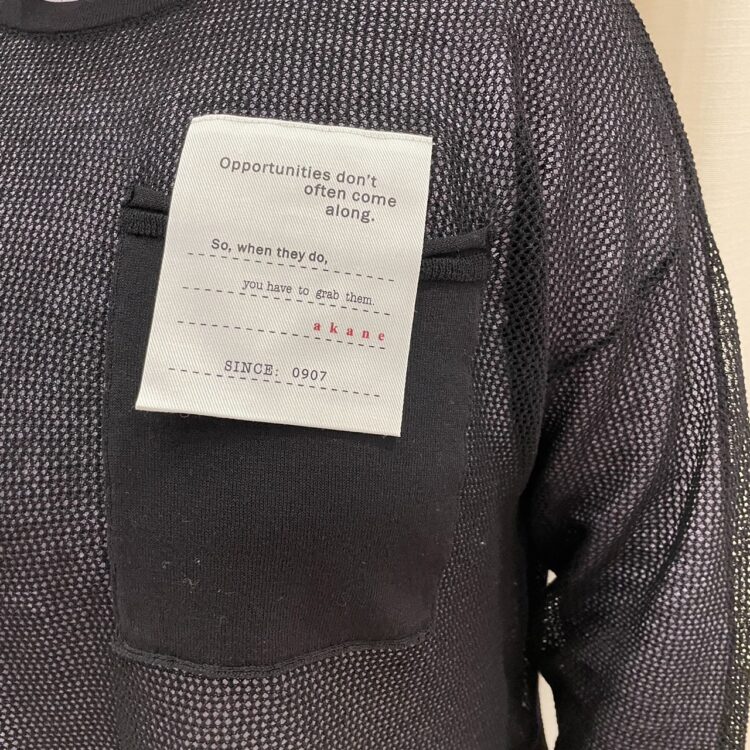 Opportunities don't
often come
along.
So, when they do,
you have to grab them.
akane
SINCE: 0907